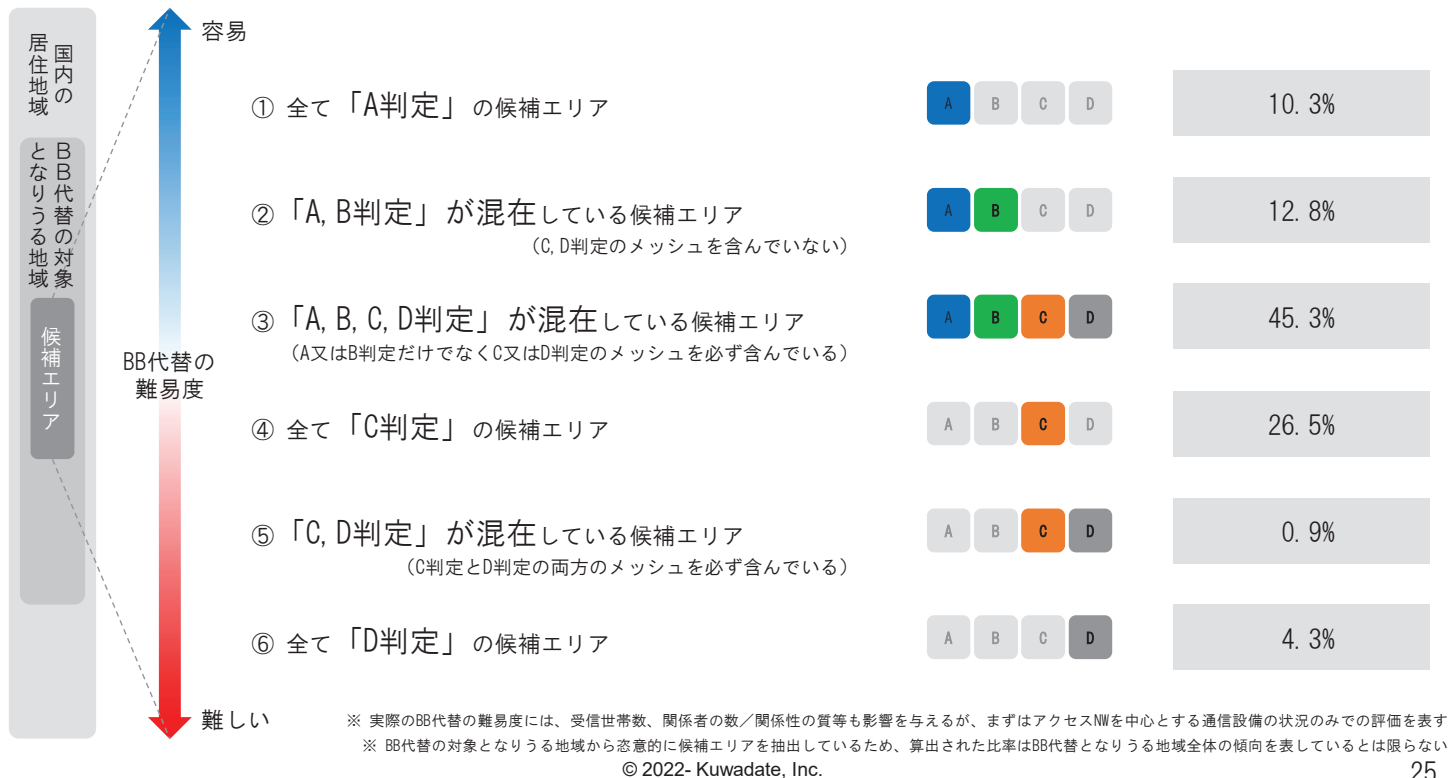 国内の
居住地域
BB代替の対象
となりうる地域
候補エリア
容易
BB代替の
難易度
難しい
① 全て「A判定」の候補エリア
A B C D
10.3%
② 「A,B判定」が混在している候補エリア
（C,D判定のメッシュを含んでいない）
A B C D
12.8%
③ 「A,B,C,D判定」が混在している候補エリア
（A又はB判定だけでなくC又はD判定のメッシュを必ず含んでいる）
A B C D
45.3%
④ 全て「C判定」の候補エリア
A B C D
26.5%
⑤ 「C,D判定」が混在している候補エリア
（C判定とD判定の両方のメッシュを必ず含んでいる）
A B C D
0.9%
⑥ 全て「D判定」の候補エリア
A B C D
4.3%
※ 実際のBB代替の難易度には、受信世帯数、関係者の数／関係性の質等も影響を与えるが、まずはアクセスNWを中心とする通信設備の状況のみでの評価を表す
※ BB代替の対象となりうる地域から恣意的に候補エリアを抽出しているため、算出された比率はBB代替となりうる地域全体の傾向を表しているとは限らない
© 2022- Kuwadate, Inc.
25